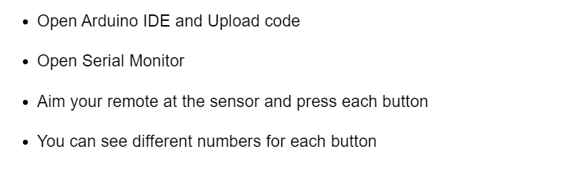 Open Arduino IDE and Upload code
Open Serial Monitor
Aim your remote at the sensor and press each button
You can see different numbers for each button